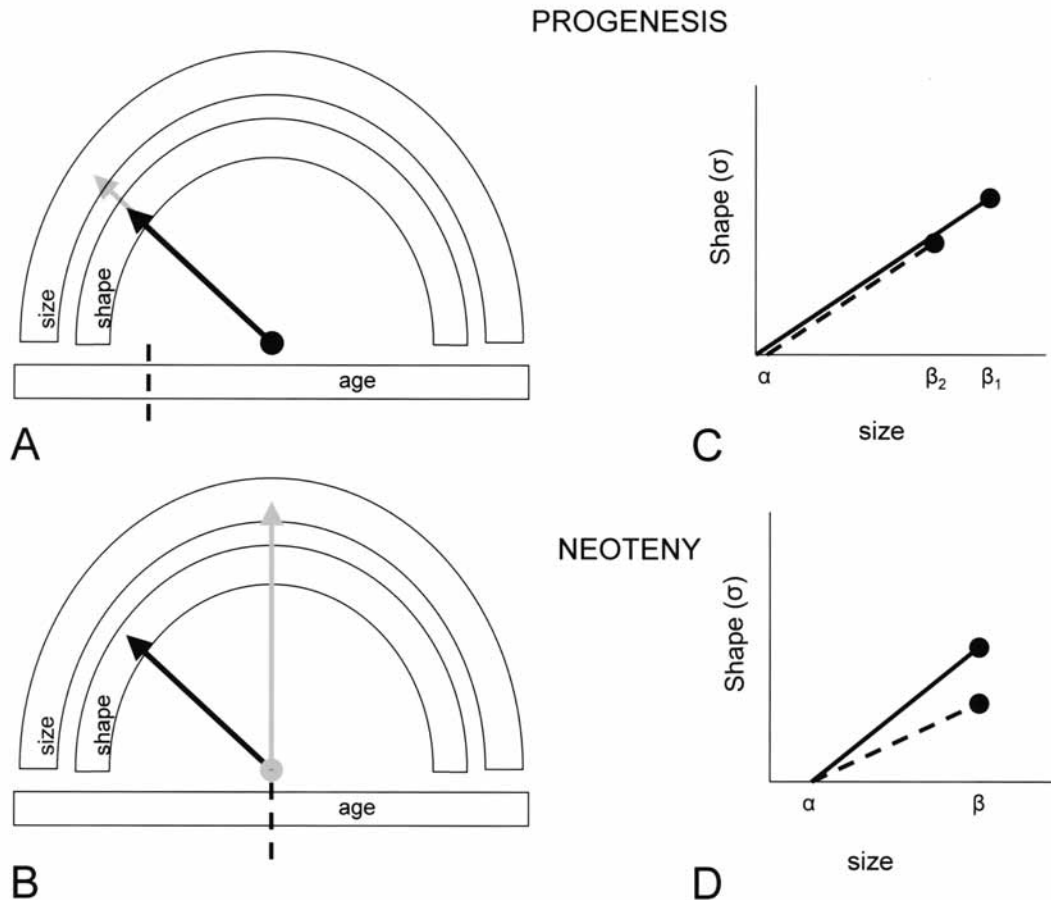 PROGENESIS
size
shape
age
A
Shape (σ)
α
β2
β1
size
C
NEOTENY
size
shape
age
B
Shape (σ)
α
β
size
D